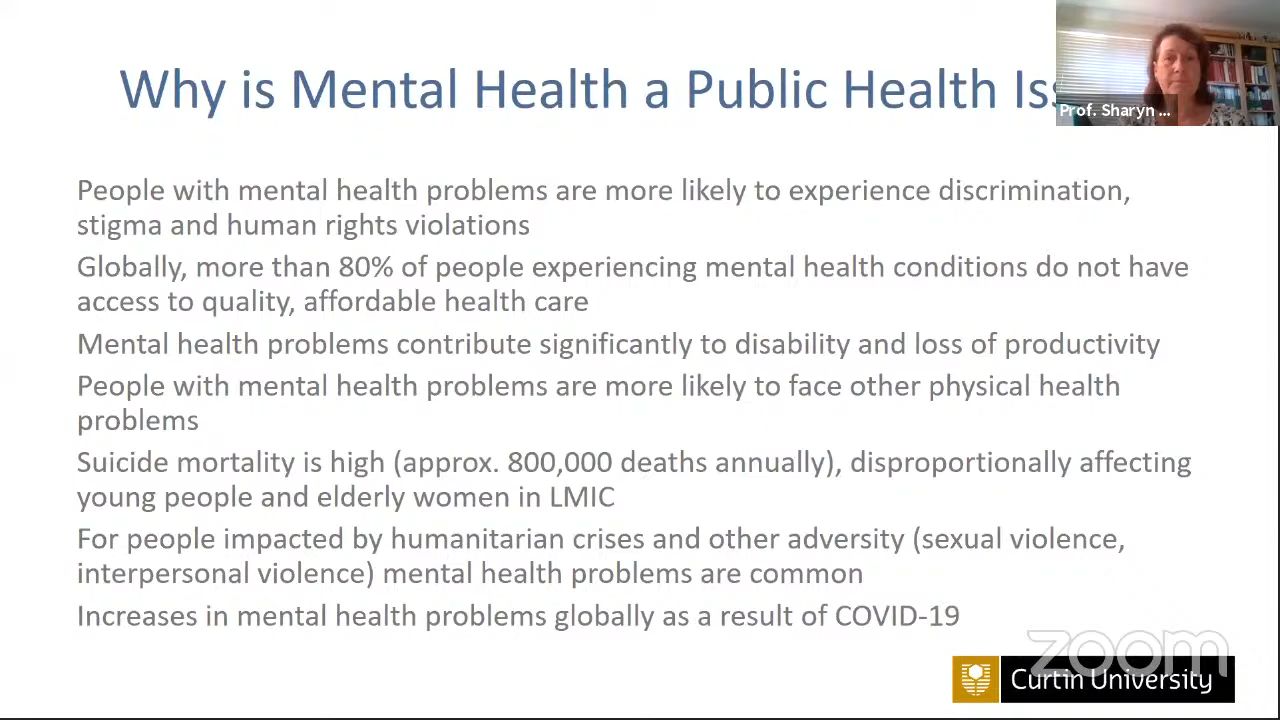 Why is Mental Health a Public Health Iss
Prof. Sharyn ...
People with mental health problems are more likely to experience discrimination,
stigma and human rights violations
Globally, more than 80% of people experiencing mental health conditions do not have
access to quality, affordable health care
Mental health problems contribute significantly to disability and loss of productivity
People with mental health problems are more likely to face other physical health
problems
Suicide mortality is high (approx. 800,000 deaths annually), disproportionally affecting
young people and elderly women in LMIC
For people impacted by humanitarian crises and other adversity (sexual violence,
interpersonal violence) mental health problems are common
Increases in mental health problems globally as a result of COVID-19
zoom
Curtin University